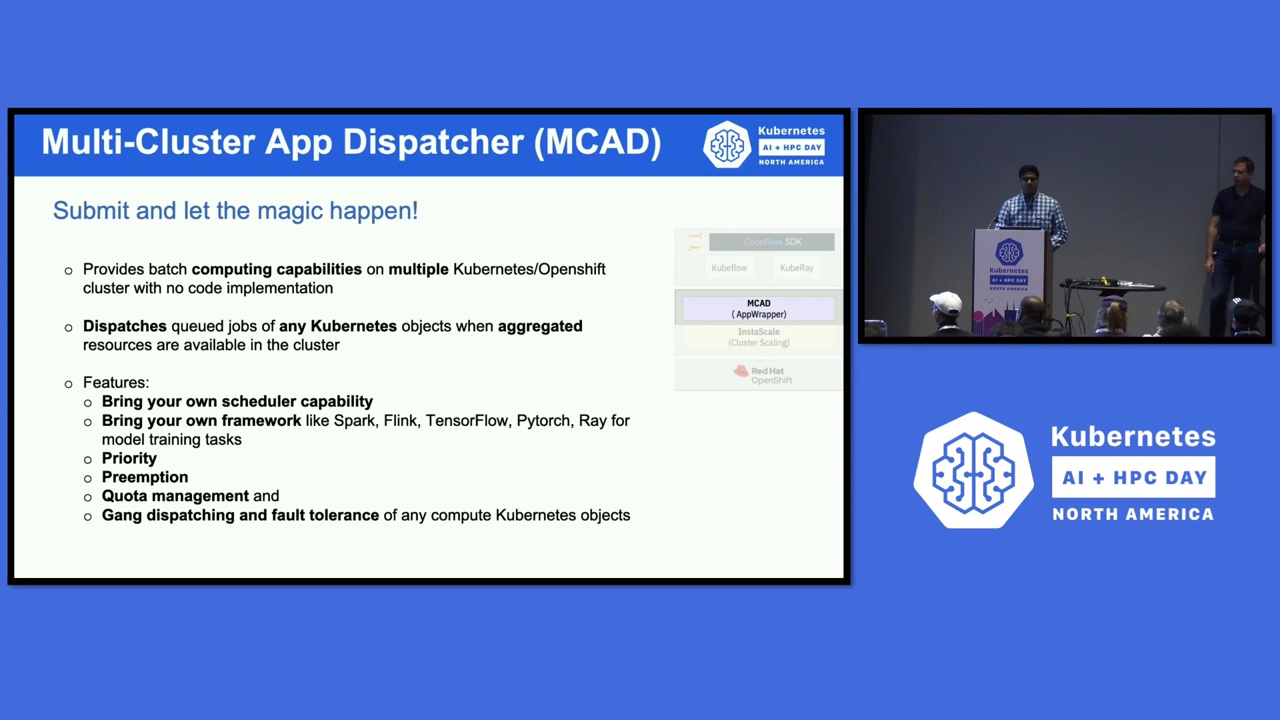 Multi-Cluster App Dispatcher (MCAD)
Kubernetes
AI + HPC DAY
NORTH AMERICA
Submit and let the magic happen!
Provides batch computing capabilities on multiple Kubernetes/Openshift
cluster with no code implementation
Dispatches queued jobs of any Kubernetes objects when aggregated
resources are available in the cluster
Features:
Bring your own scheduler capability
Bring your own framework like Spark, Flink, TensorFlow, Pytorch, Ray for
model training tasks
Priority
Preemption
Quota management and
Gang dispatching and fault tolerance of any compute Kubernetes objects
CodeFlare SDK
Kubeflow
KubeRay
MCAD
( AppWrapper)
InstaScale
(Cluster Scaling)
Red Hat
OpenShift
Kubernetes
AI + HPC DAY
NORTH AMERICA
Kubernetes
AI + HPC DAY
NORTH AMERICA